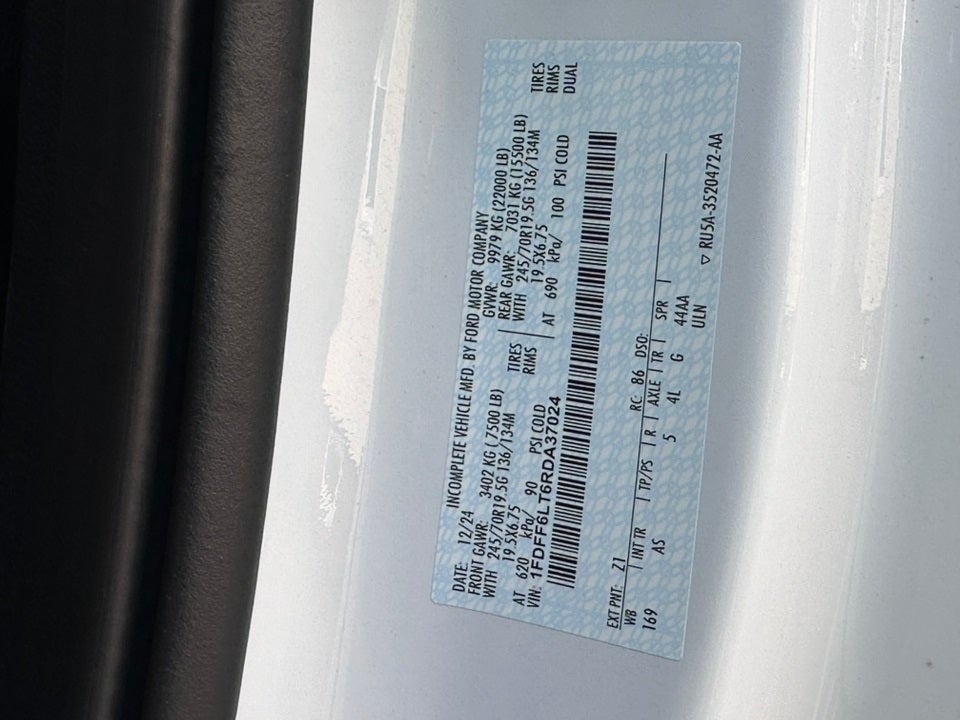 DATE: 12/24 INCOMPLETE VEHICLE MFD. BY FORD MOTOR COMPANY
GVWR: 9979 KG (22000 LB)
FRONT GAWR: 3402 KG (7500 LB) REAR GAWR: 7031 KG (15500 LB)
WITH 245/70R19.5G 136/134M TIRES WITH 245/70R19.5G 136/134M TIRES
19.5X6.75 RIMS 19.5X6.75 RIMS
AT 620 kPa/ 90 PSI COLD AT 690 kPa/ 100 PSI COLD DUAL
VIN: 1FDFF6LT6RDA37024
EXT PNT: Z1 RC: 86 DSO:
WB INT TR TP/PS R AXLE TR SPR
169 AS 5 4L G 44AA
ULN
▽ RU5A-3520472-AA